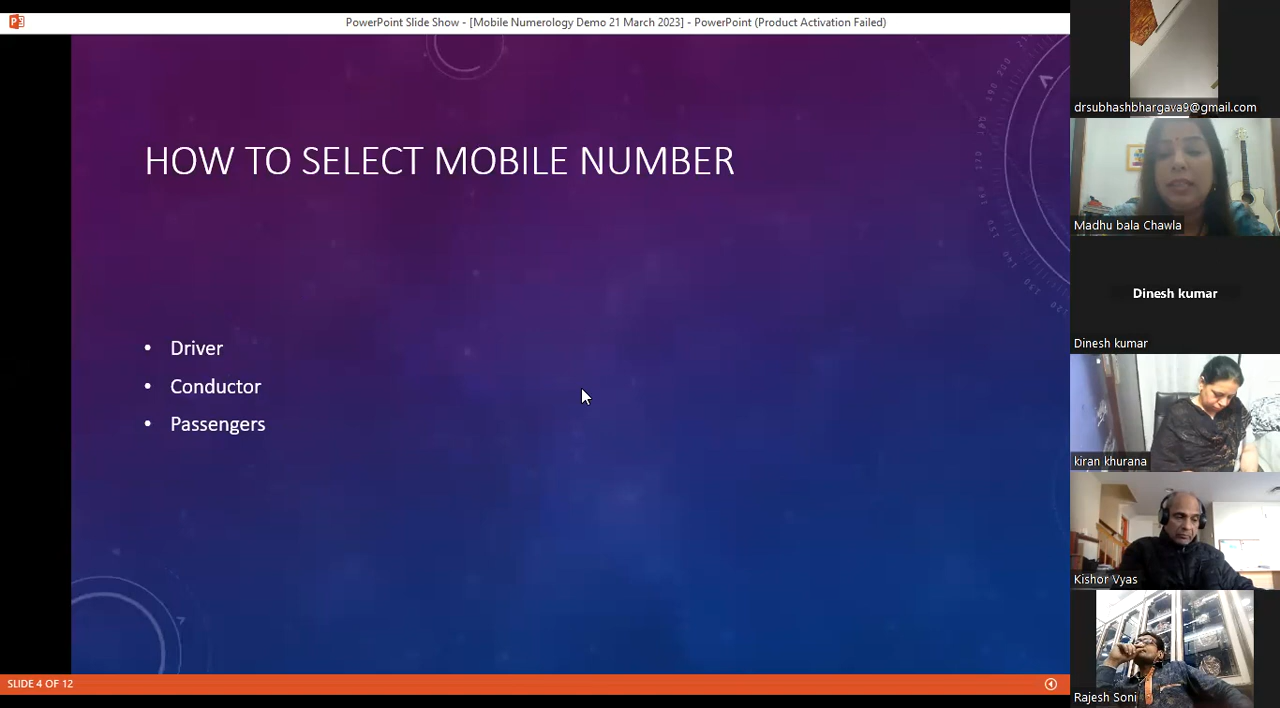 PowerPoint Slide Show - [Mobile Numerology Demo 21 March 2023] - PowerPoint (Product Activation Failed)
HOW TO SELECT MOBILE NUMBER
• Driver
• Conductor
• Passengers
SLIDE 4 OF 12
drsubhashbhargava9@gmail.com
Madhu bala Chawla
Dinesh kumar
Dinesh kumar
kiran khurana
Kishor Vyas
Rajesh Soni